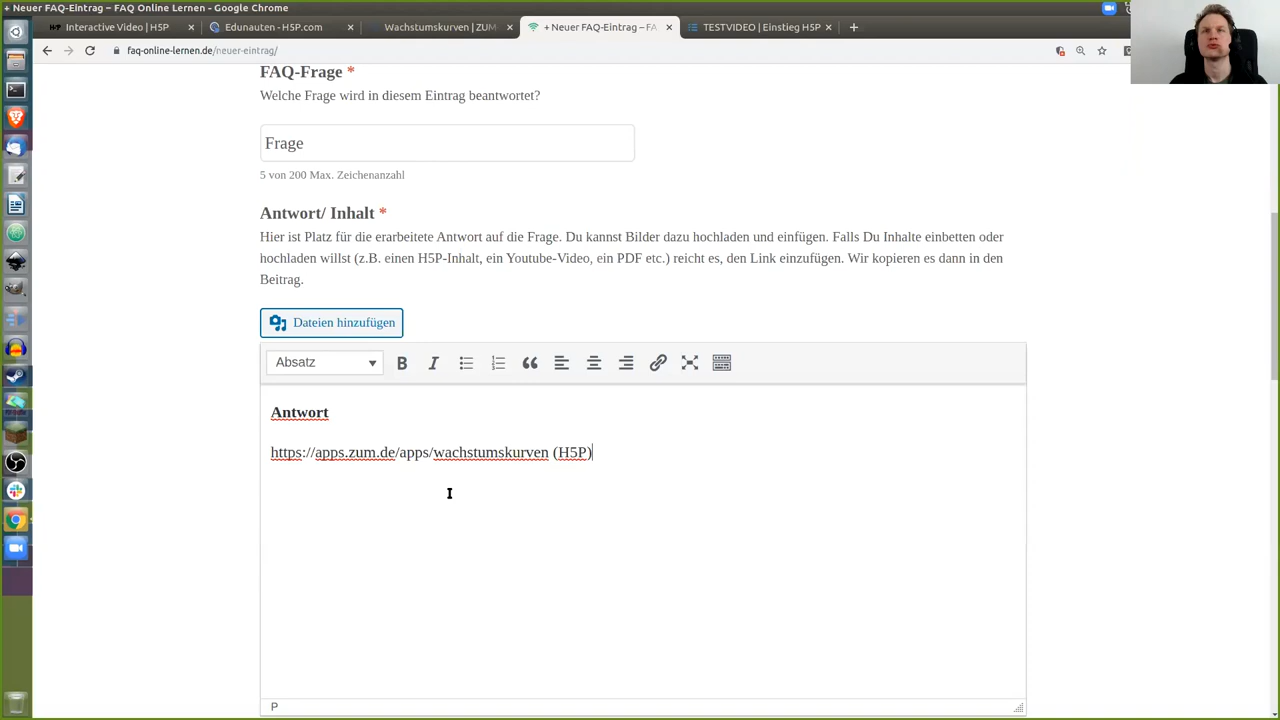 + Neuer FAQ-Eintrag – FAQ Online Lernen - Google Chrome
Interactive Video | H5P
Edunauten - H5P.com
Wachstumskurven | ZUM
+ Neuer FAQ-Eintrag – FA
TESTVIDEO | Einstieg H5P
faq-online-lernen.de/neuer-eintrag/
FAQ-Frage *
Welche Frage wird in diesem Eintrag beantwortet?
Frage
5 von 200 Max. Zeichenanzahl
Antwort/ Inhalt *
Hier ist Platz für die erarbeitete Antwort auf die Frage. Du kannst Bilder dazu hochladen und einfügen. Falls Du Inhalte einbetten oder
hochladen willst (z.B. einen H5P-Inhalt, ein Youtube-Video, ein PDF etc.) reicht es, den Link einzufügen. Wir kopieren es dann in den
Beitrag.
Dateien hinzufügen
Absatz
Antwort
https://apps.zum.de/apps/wachstumskurven (H5P)
P